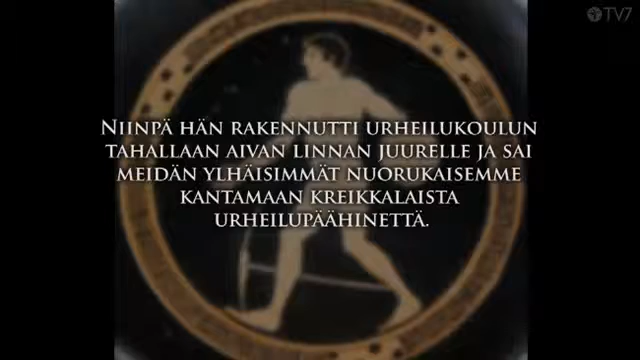 TV7
Niinpä hän rakennutti urheilukoulun
tahallaan aivan linnan juurelle ja sai
meidän ylhäisimmät nuorukaisemme
kantamaan kreikkalaista
urheilupäähinettä.